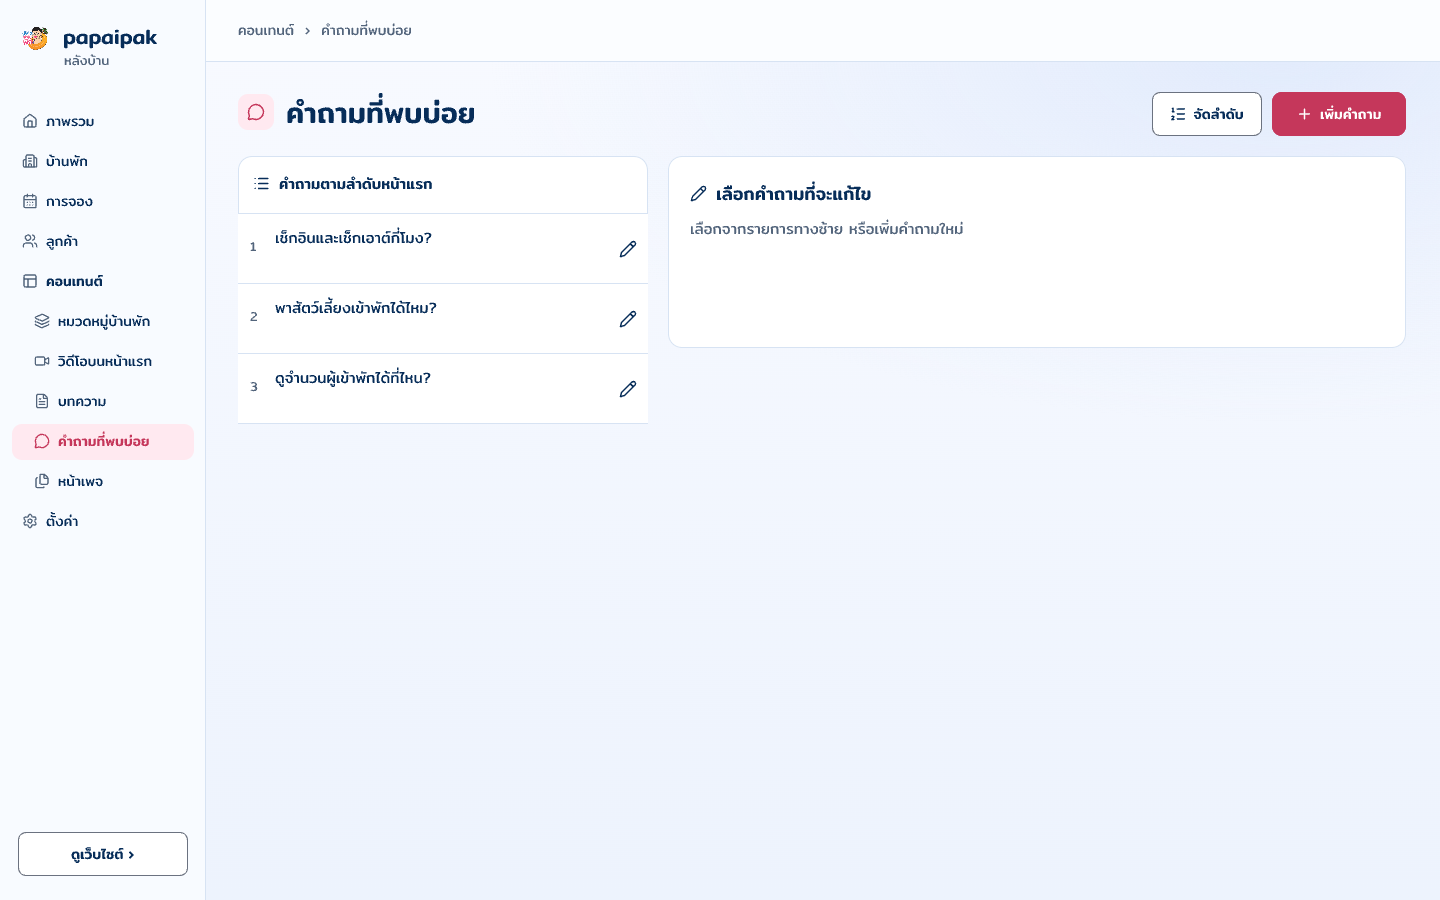 papaipak
หลังบ้าน
ภาพรวม
บ้านพัก
การจอง
ลูกค้า
คอนเทนต์
หมวดหมู่บ้านพัก
วิดีโอบนหน้าแรก
บทความ
คำถามที่พบบ่อย
หน้าเพจ
ตั้งค่า
ดูเว็บไซต์ ›
คอนเทนต์ › คำถามที่พบบ่อย
คำถามที่พบบ่อย
จัดลำดับ
เพิ่มคำถาม
คำถามตามลำดับหน้าแรก
1 เช็กอินและเช็กเอาต์กี่โมง?
2 พาสัตว์เลี้ยงเข้าพักได้ไหม?
3 ดูจำนวนผู้เข้าพักได้ที่ไหน?
เลือกคำถามที่จะแก้ไข
เลือกจากรายการทางซ้าย หรือเพิ่มคำถามใหม่